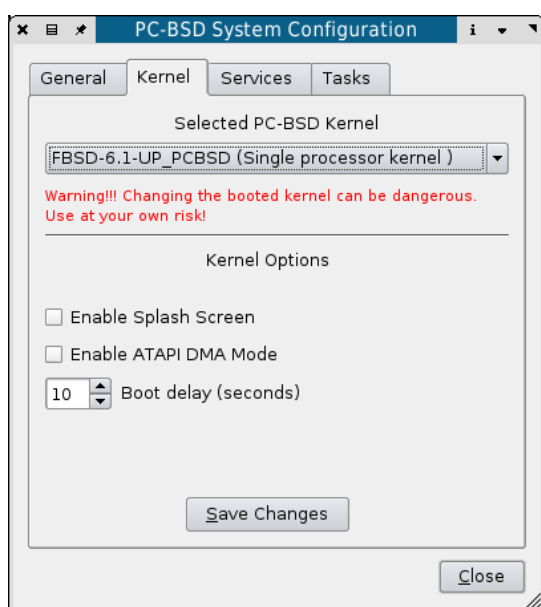 PC-BSD System Configuration
General Kernel Services Tasks
Selected PC-BSD Kernel
FBSD-6.1-UP_PCBSD (Single processor kernel )
Warning!!! Changing the booted kernel can be dangerous.
Use at your own risk!
Kernel Options
Enable Splash Screen
Enable ATAPI DMA Mode
10 Boot delay (seconds)
Save Changes
Close